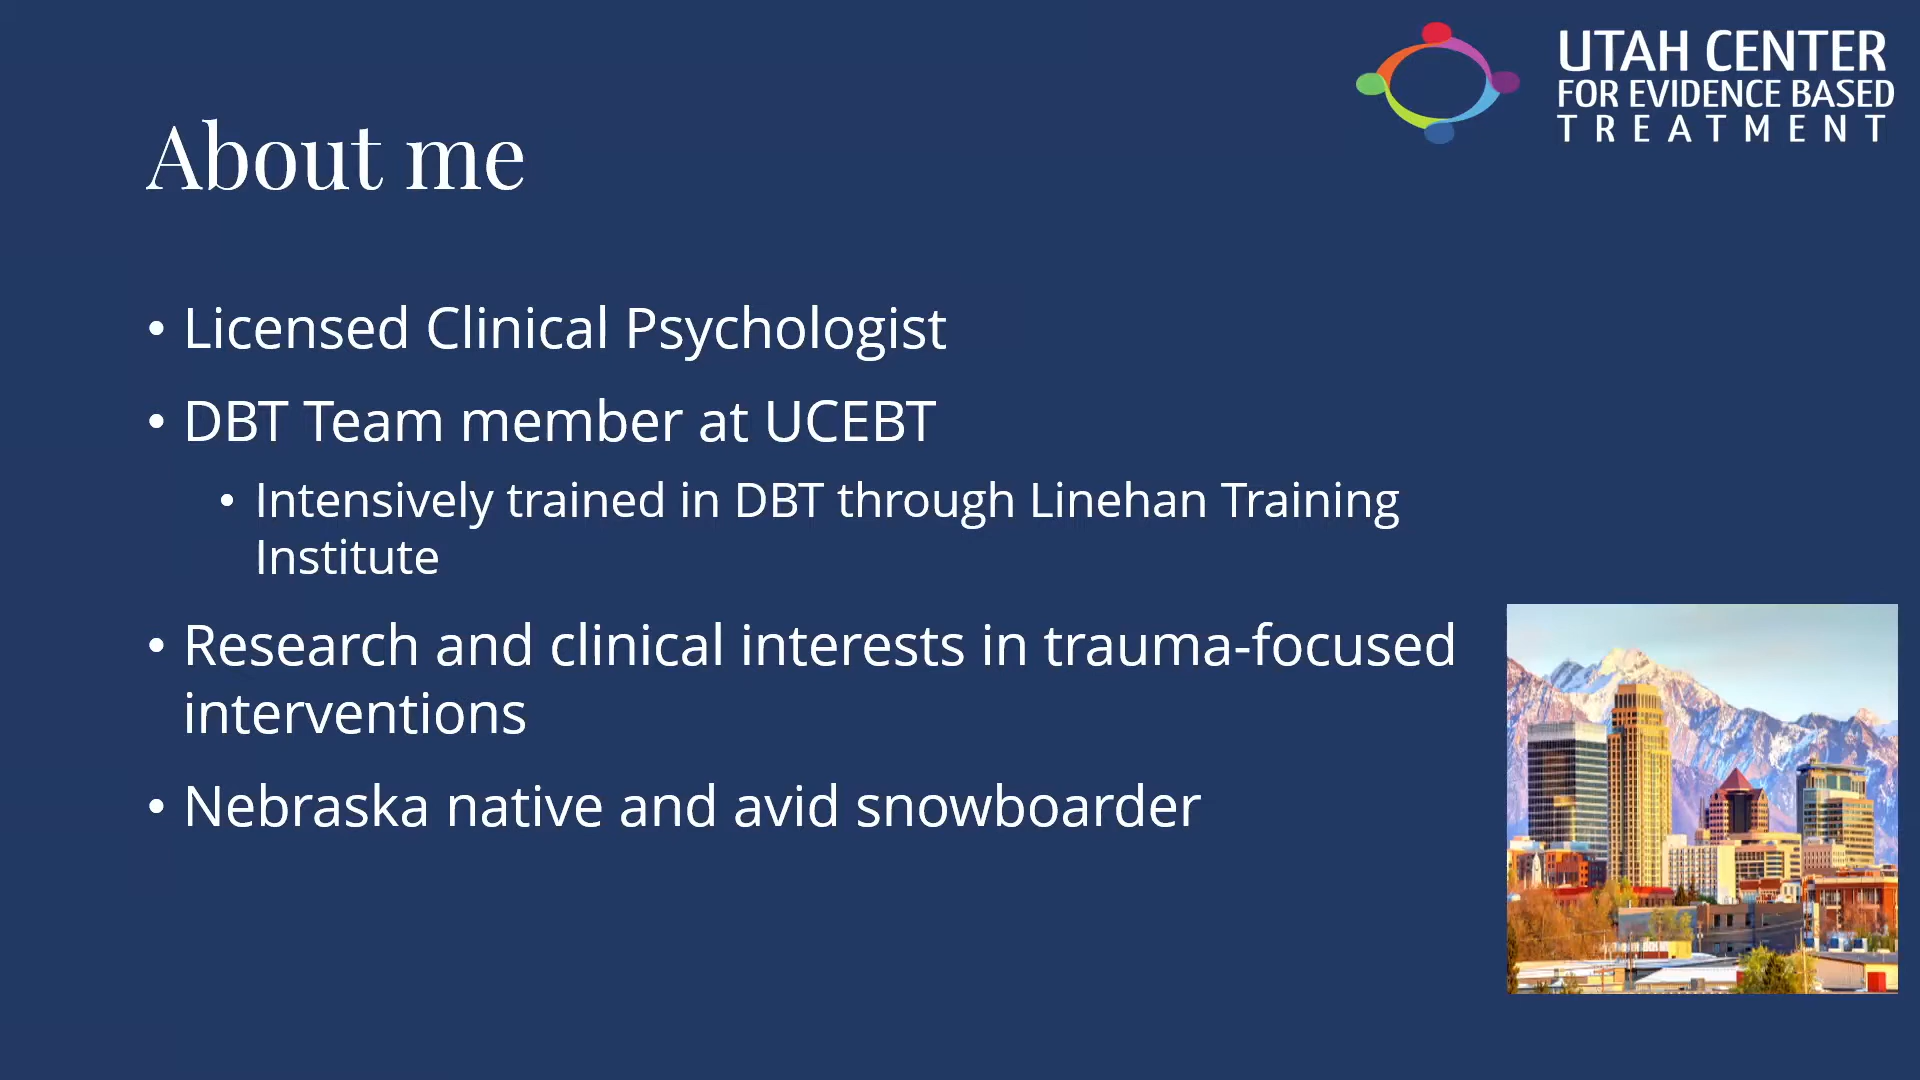 UTAH CENTER
FOR EVIDENCE BASED
TREATMENT
About me
• Licensed Clinical Psychologist
• DBT Team member at UCEBT
• Intensively trained in DBT through Linehan Training
Institute
• Research and clinical interests in trauma-focused
interventions
• Nebraska native and avid snowboarder